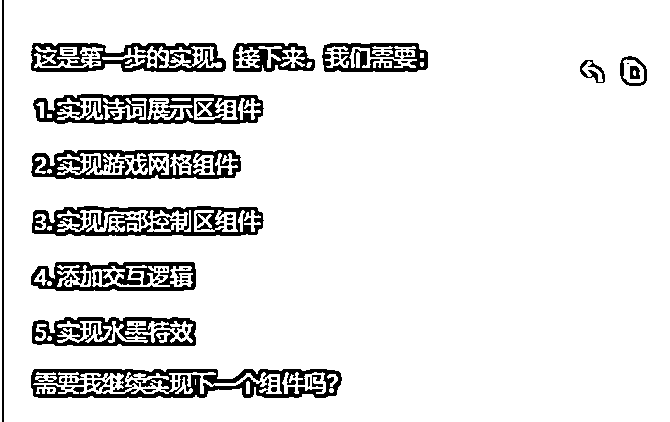 这是第一步的实现。接下来，我们需要：
1. 实现诗词展示区组件
2. 实现游戏网格组件
3. 实现底部控制区组件
4. 添加交互逻辑
5. 实现水墨特效
需要我继续实现下一个组件吗？